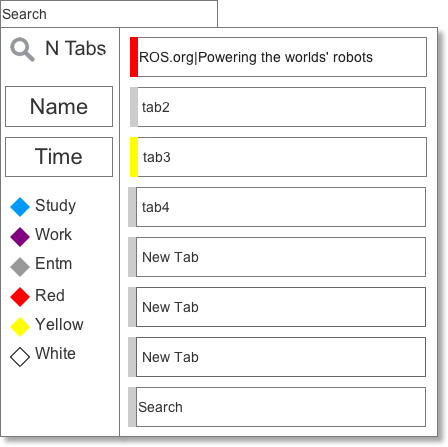 Search
N Tabs
Name
Time
Study
Work
Entm
Red
Yellow
White
ROS.org|Powering the worlds' robots
tab2
tab3
tab4
New Tab
New Tab
New Tab
Search